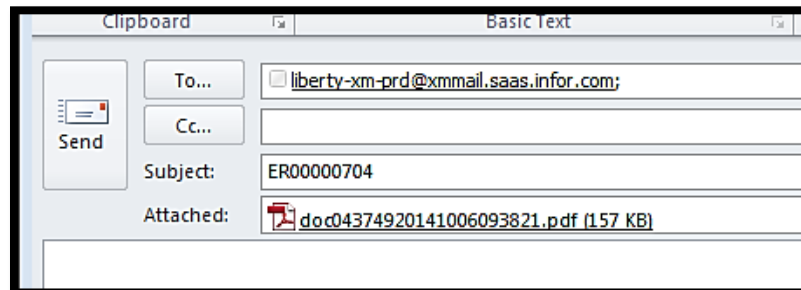 Clipboard Basic Text
To... liberty-xm-prd@xmmail.saas.infor.com;
Cc...
Send
Subject: ER00000704
Attached: doc04374920141006093821.pdf (157 KB)